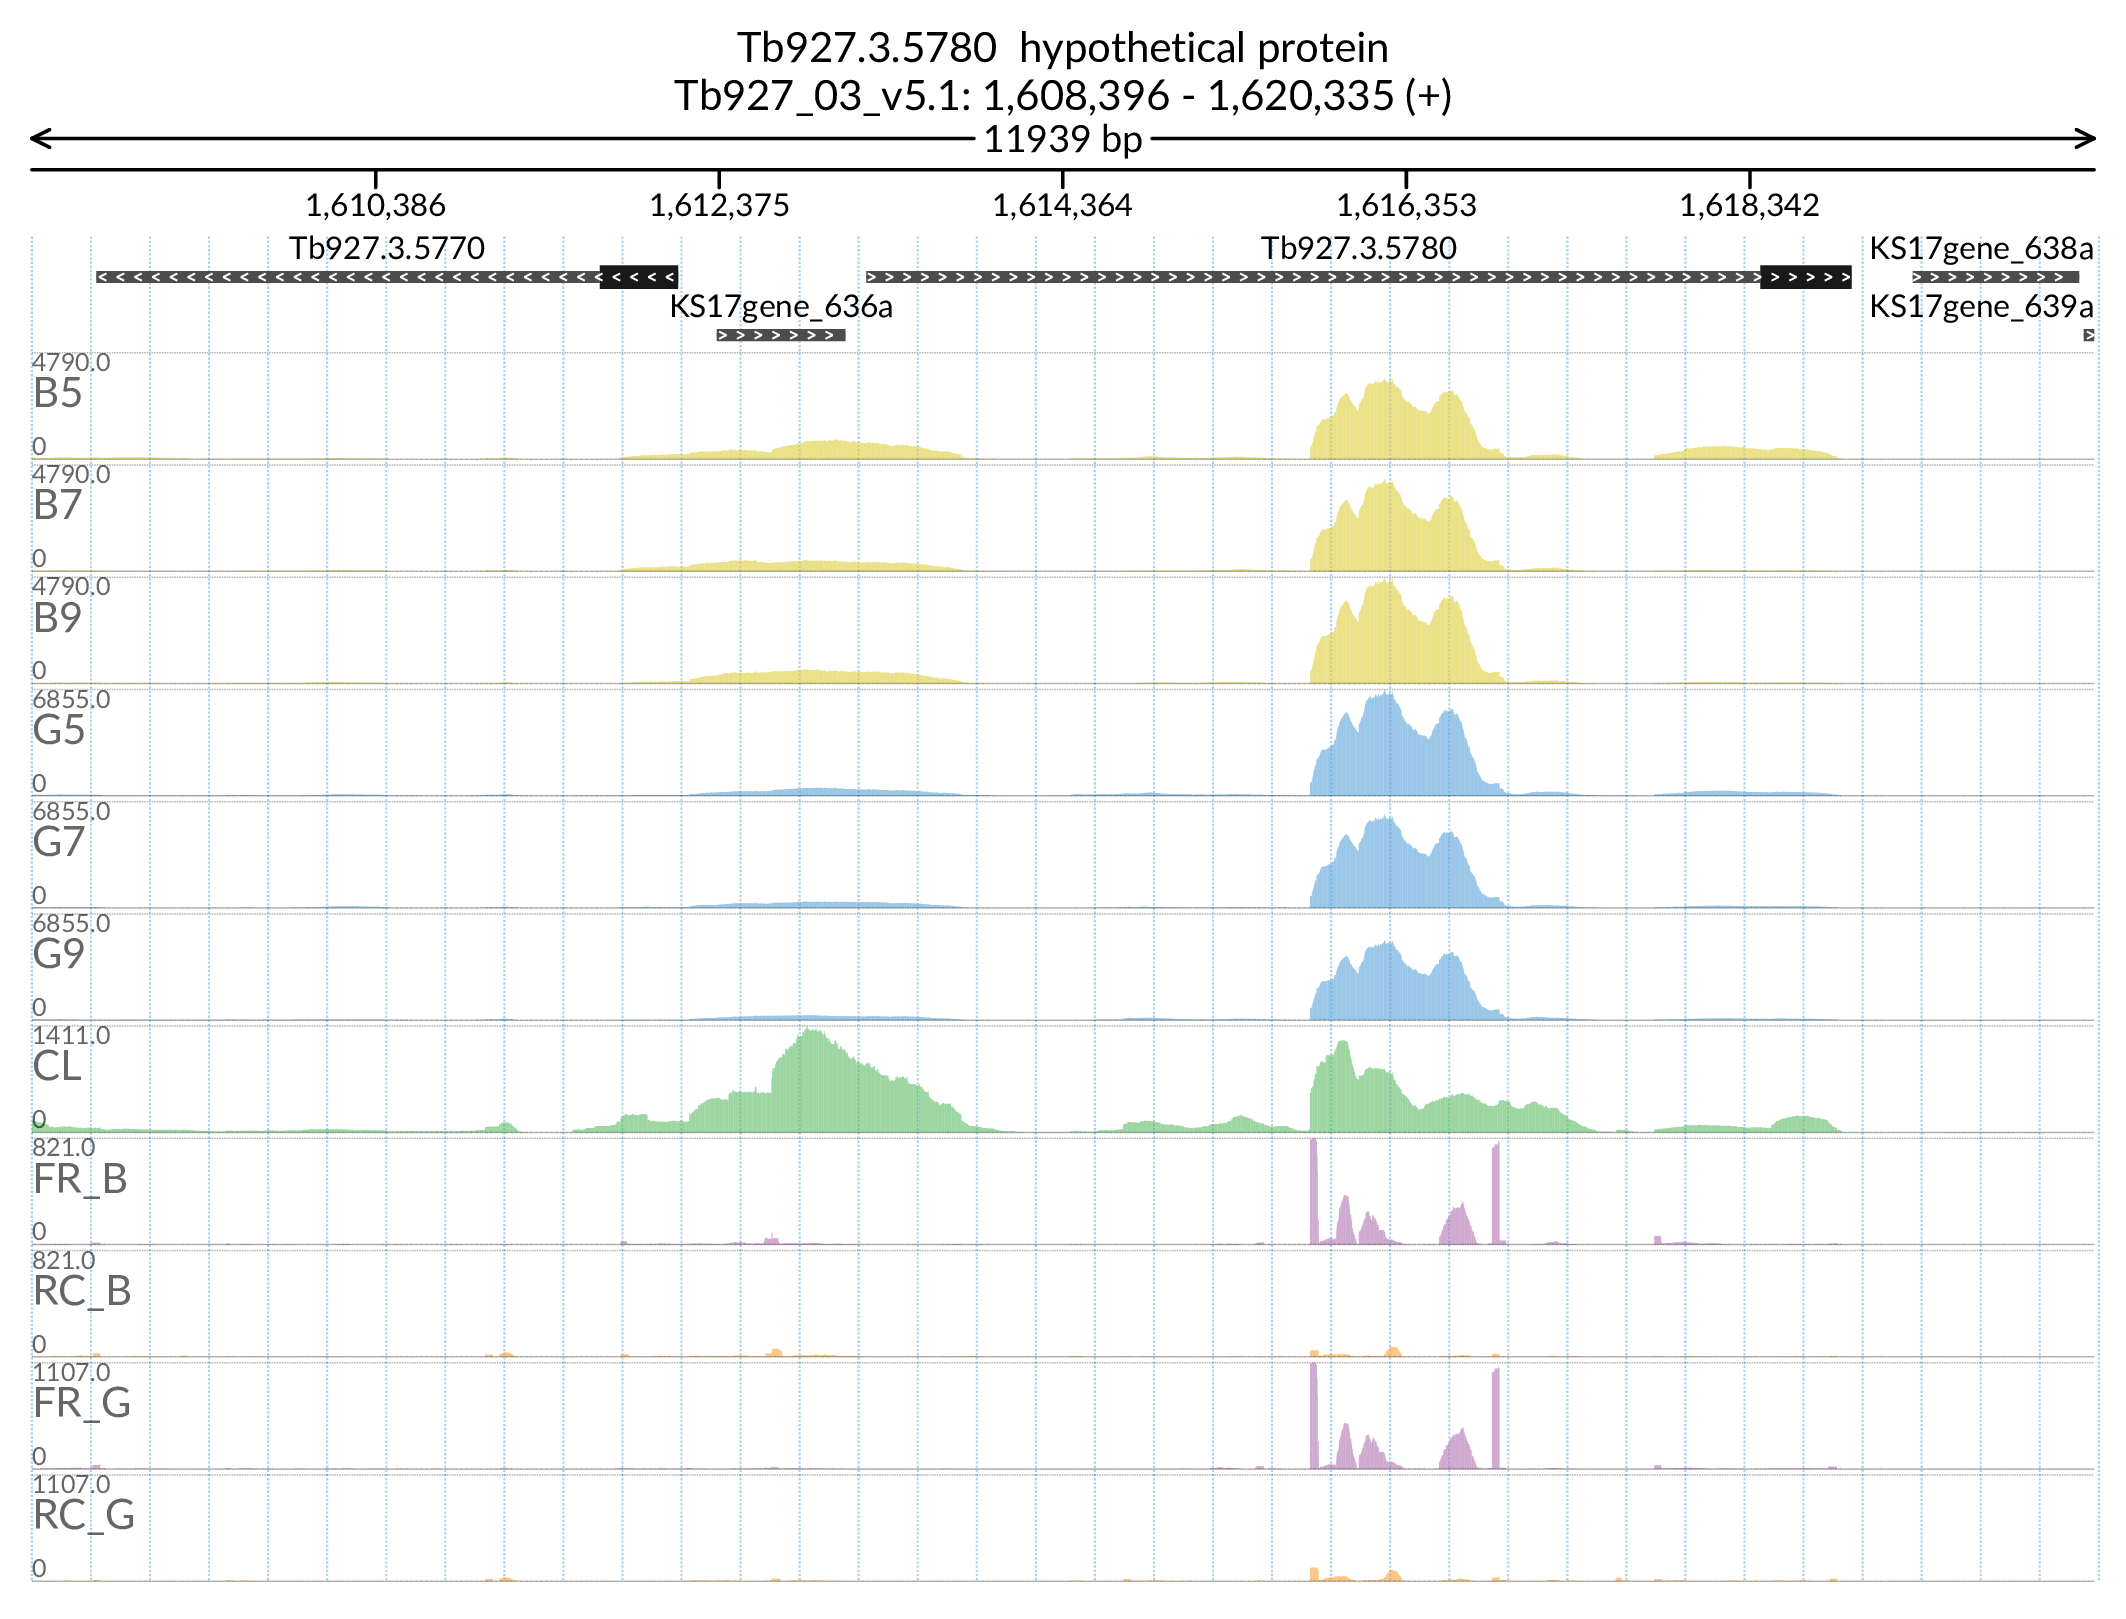 Tb927.3.5780  hypothetical protein
Tb927_03_v5.1: 1,608,396 - 1,620,335 (+)
11939 bp
1,610,386 1,612,375 1,614,364 1,616,353 1,618,342
Tb927.3.5770 Tb927.3.5780 KS17gene_638a
KS17gene_636a KS17gene_639a
4790.0
B5
0
4790.0
B7
0
4790.0
B9
0
6855.0
G5
0
6855.0
G7
0
6855.0
G9
0
1411.0
CL
0
821.0
FR_B
0
821.0
RC_B
0
1107.0
FR_G
0
1107.0
RC_G
0